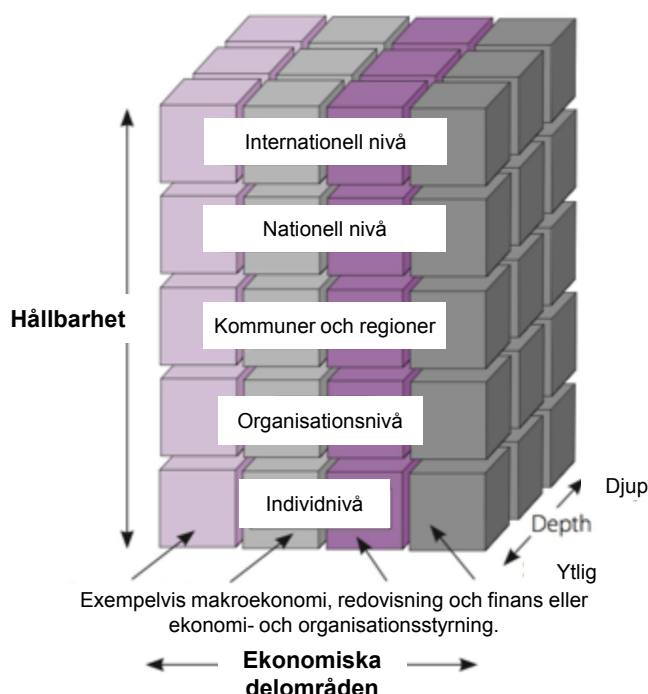 Internationell nivå
Nationell nivå
Hållbarhet
Kommuner och regioner
Organisationsnivå
Individnivå
Djup
Depth
Ytlig
Exempelvis makroekonomi, redovisning och finans eller
ekonomi- och organisationsstyrning.
Ekonomiska
delområden